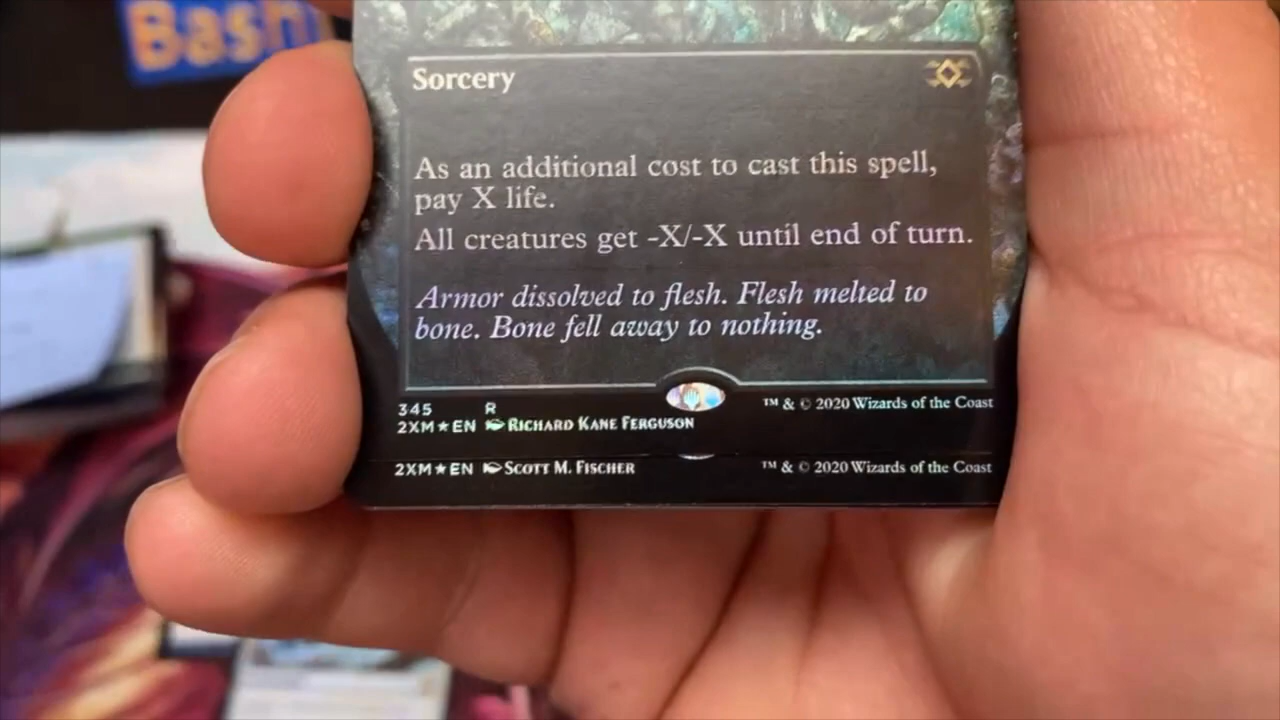 Bash
Sorcery
As an additional cost to cast this spell,
pay X life.
All creatures get -X/-X until end of turn.
Armor dissolved to flesh. Flesh melted to
bone. Bone fell away to nothing.
345 R
2XM★EN RICHARD KANE FERGUSON ™ & © 2020 Wizards of the Coast
2XM★EN SCOTT M. FISCHER ™ & © 2020 Wizards of the Coast